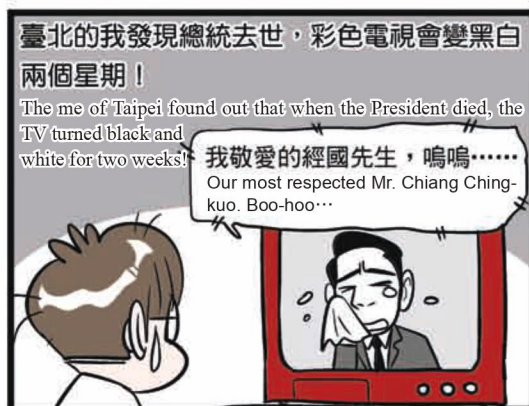 臺北的我發現總統去世，彩色電視會變黑白
兩個星期！
The me of Taipei found out that when the President died, the
TV turned black and
white for two weeks!
我敬愛的經國先生，嗚嗚……
Our most respected Mr. Chiang Ching-
kuo. Boo-hoo…